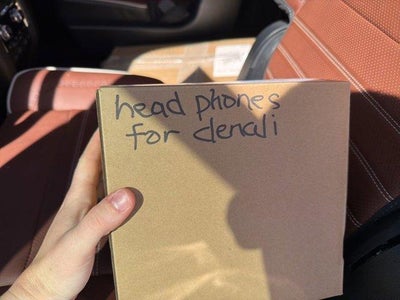 head phones
for denali